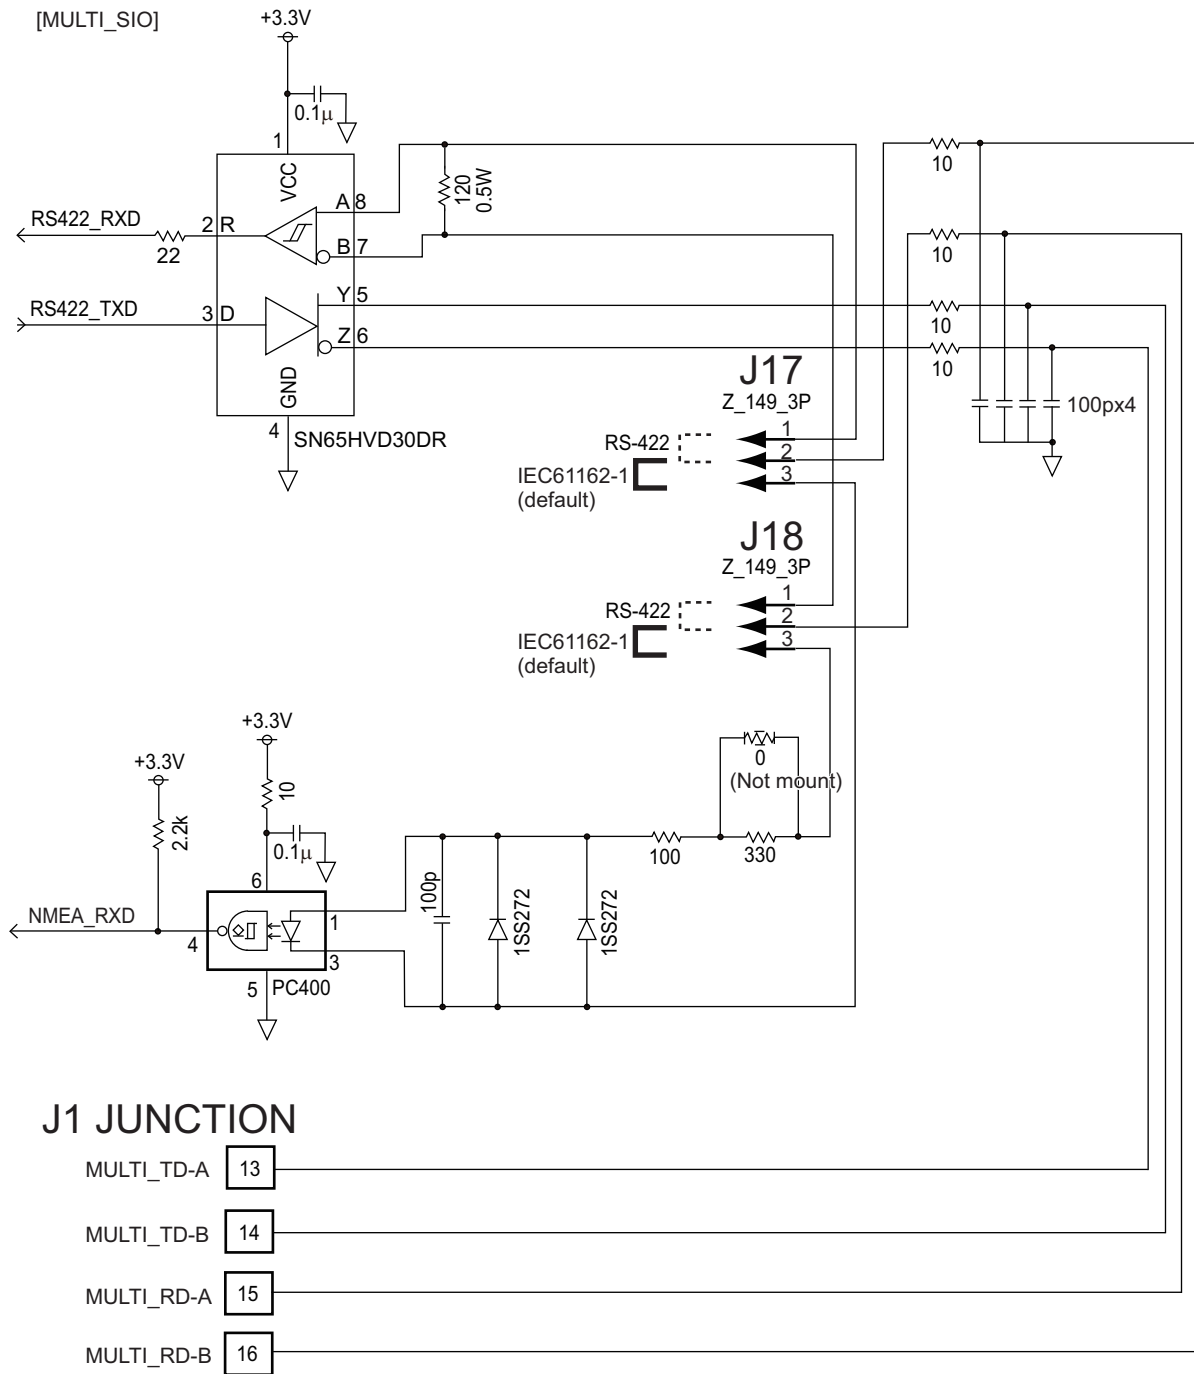 [MULTI_SIO]
+3.3V
0.1µ
1
VCC
A 8
120
0.5W
10
RS422_RXD
22
2 R
B 7
10
RS422_TXD
3 D
Y 5
10
Z 6
10
GND
4
SN65HVD30DR
100px4
J17
Z_149_3P
1
RS-422
2
IEC61162-1
3
(default)
J18
Z_149_3P
1
RS-422
2
IEC61162-1
3
(default)
+3.3V
+3.3V
10
2.2k
0.1µ
0
(Not mount)
100
330
6
100p
1SS272
1SS272
NMEA_RXD
4
1
3
5
PC400
J1 JUNCTION
MULTI_TD-A 13
MULTI_TD-B 14
MULTI_RD-A 15
MULTI_RD-B 16